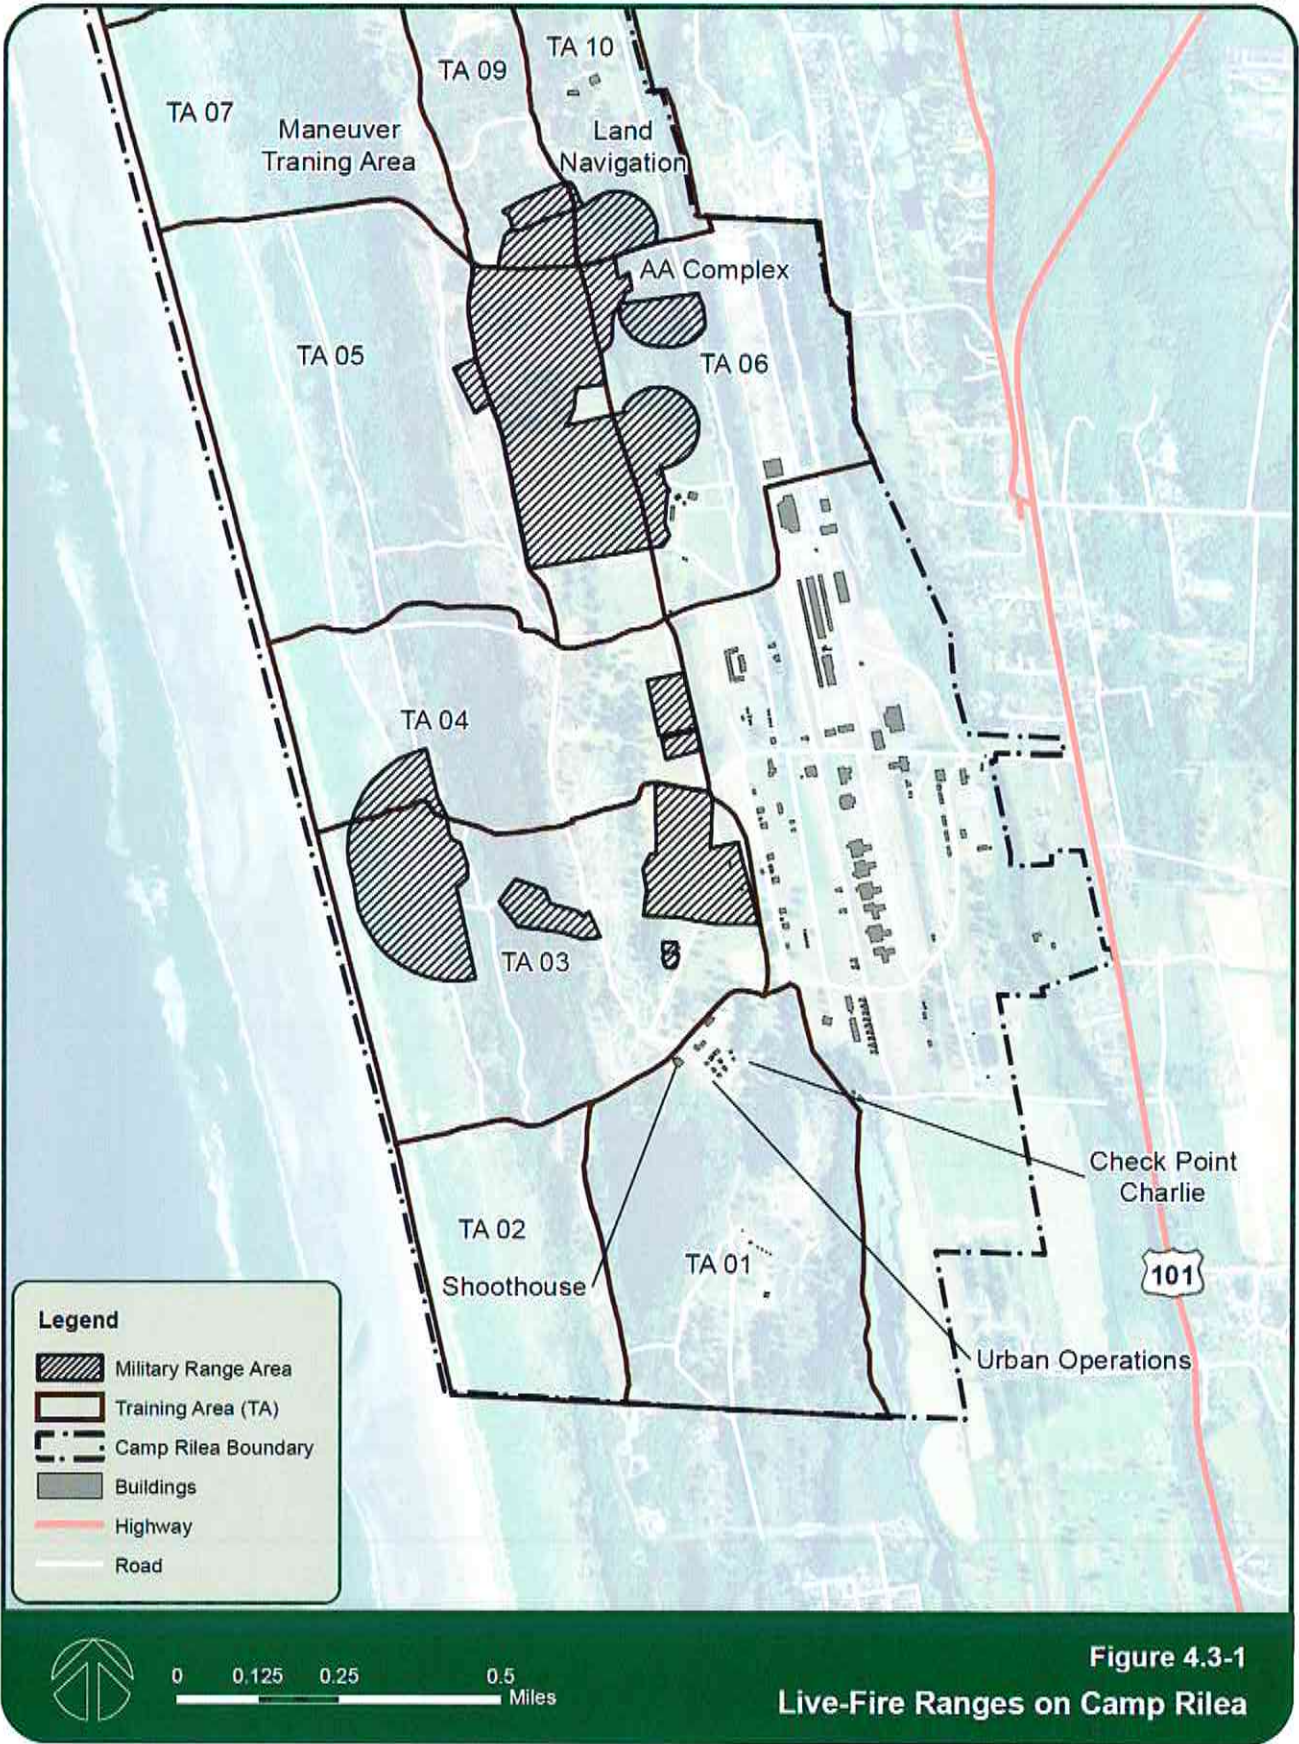 TA 10
TA 09
TA 07
Maneuver
Traning Area
Land
Navigation
AA Complex
TA 05
TA 06
TA 04
TA 03
Check Point
Charlie
TA 02
TA 01
Shoothouse
101
Urban Operations
Legend
Military Range Area
Training Area (TA)
Camp Rilea Boundary
Buildings
Highway
Road
0 0.125 0.25 0.5
Miles
Figure 4.3-1
Live-Fire Ranges on Camp Rilea